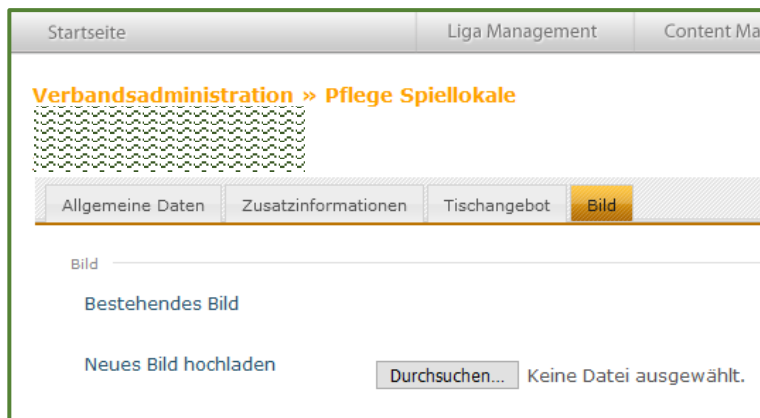 Startseite Liga Management Content Ma
Verbandsadministration » Pflege Spiellokale
Allgemeine Daten Zusatzinformationen Tischangebot Bild
Bild
Bestehendes Bild
Neues Bild hochladen Durchsuchen... Keine Datei ausgewählt.